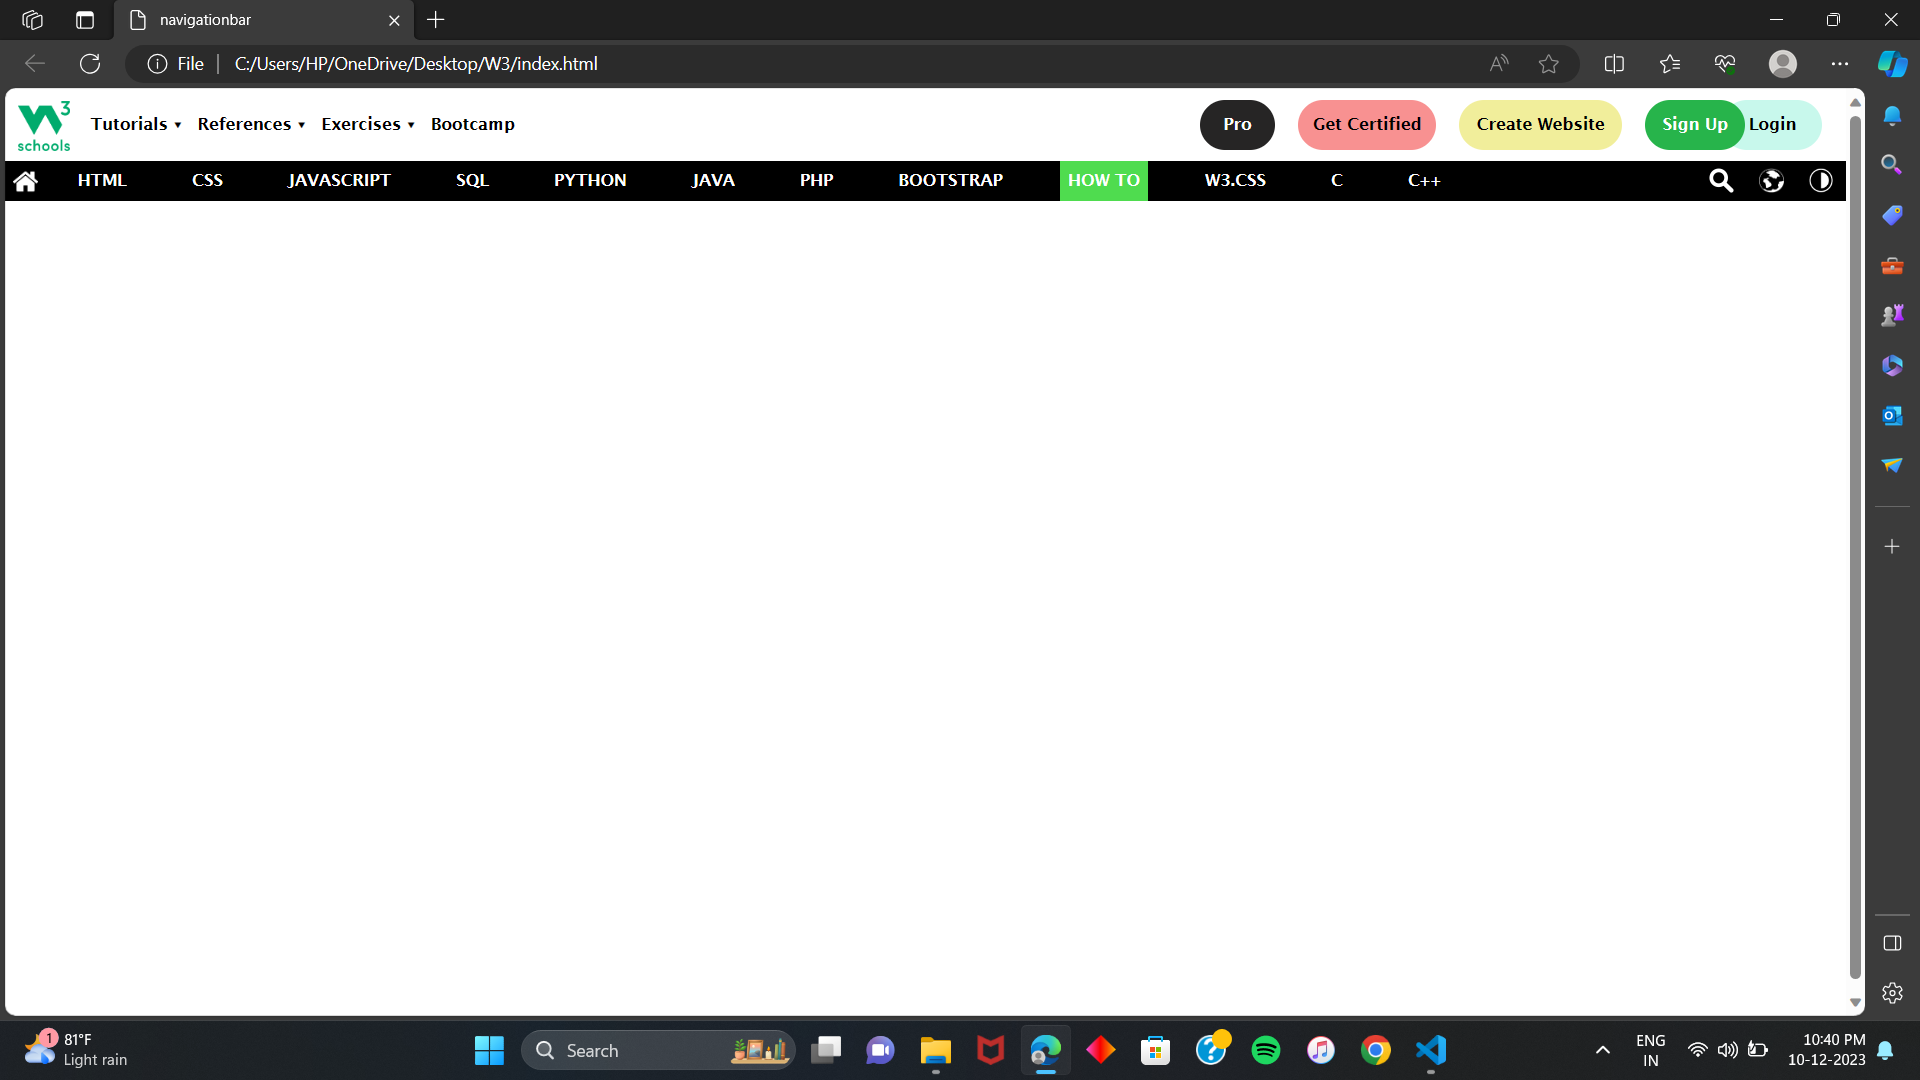 navigationbar
File C:/Users/HP/OneDrive/Desktop/W3/index.html
3
schools
Tutorials ▾ References ▾ Exercises ▾ Bootcamp Pro Get Certified Create Website Sign Up Login
HTML CSS JAVASCRIPT SQL PYTHON JAVA PHP BOOTSTRAP HOW TO W3.CSS C C++
1
81°F
Light rain
Search
ENG
IN
10:40 PM
10-12-2023